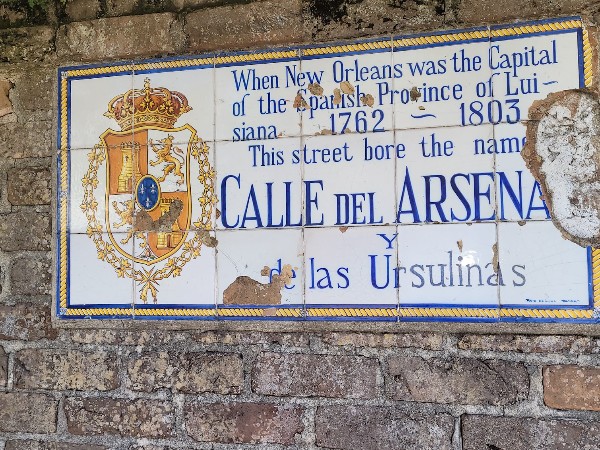 When New Orleans was the Capital
of the Spanish Province of Lui-
siana 1762 - 1803
This street bore the name
CALLE DEL ARSENA
Y
de las Ursulinas